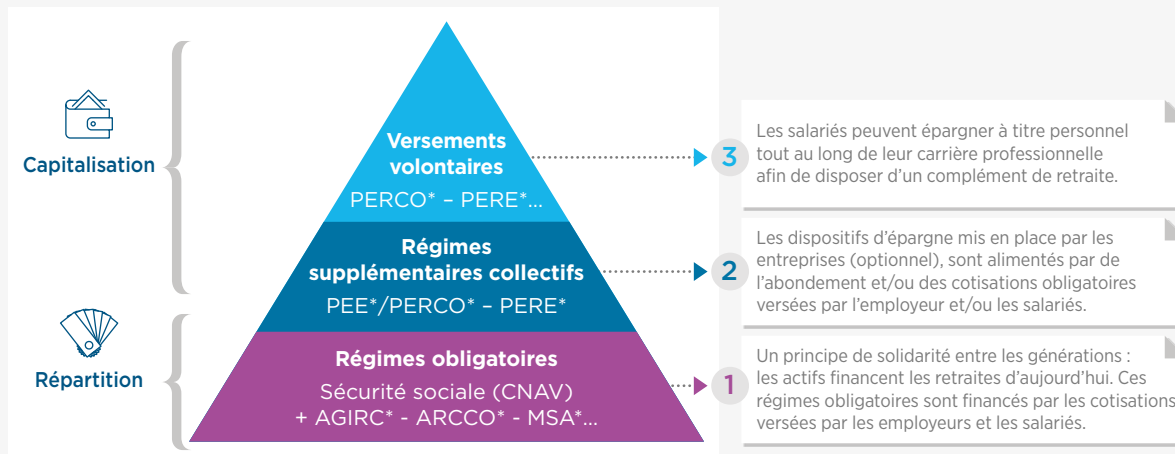 Capitalisation
Répartition
Versements
volontaires
PERCO* – PERE*...
Régimes
supplémentaires collectifs
PEE*/PERCO* – PERE*
Régimes obligatoires
Sécurité sociale (CNAV)
+ AGIRC* - ARCCO* - MSA*...
3
Les salariés peuvent épargner à titre personnel
tout au long de leur carrière professionnelle
afin de disposer d’un complément de retraite.
2
Les dispositifs d’épargne mis en place par les
entreprises (optionnel), sont alimentés par de
l’abondement et/ou des cotisations obligatoires
versées par l’employeur et/ou les salariés.
1
Un principe de solidarité entre les générations :
les actifs financent les retraites d’aujourd’hui. Ces
régimes obligatoires sont financés par les cotisations
versées par les employeurs et les salariés.